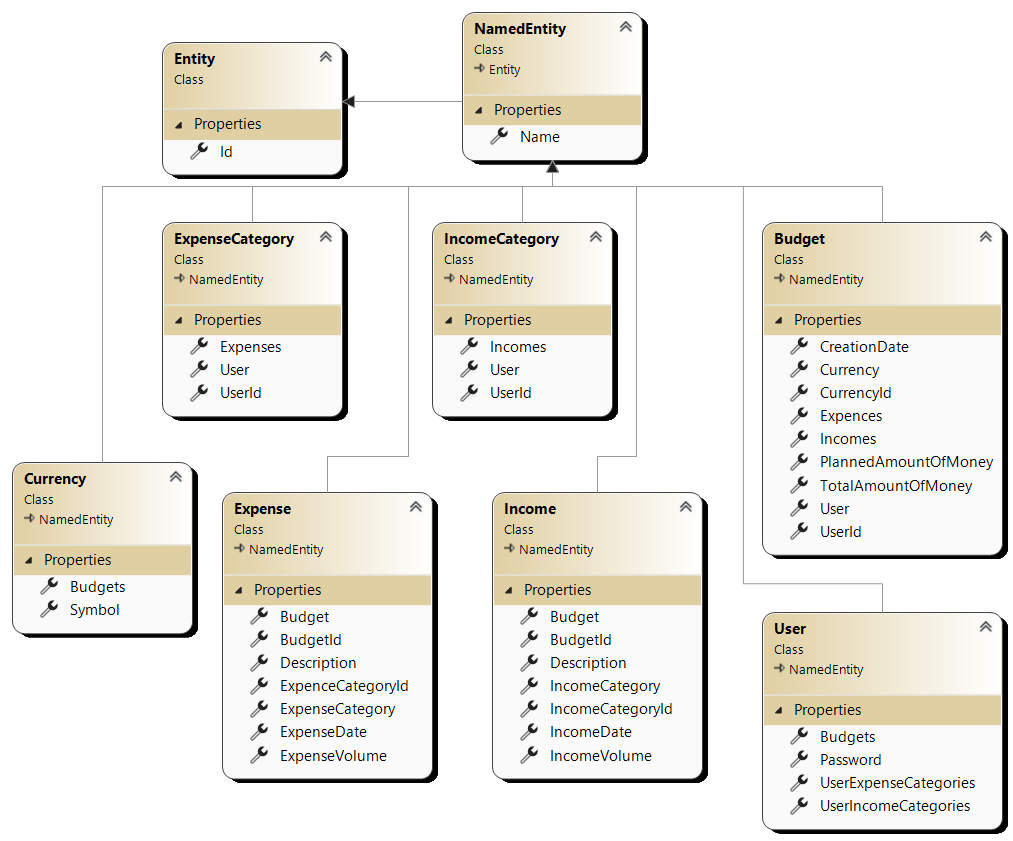 Entity
Class
Properties
Id
NamedEntity
Class
Entity
Properties
Name
ExpenseCategory
Class
NamedEntity
Properties
Expenses
User
UserId
IncomeCategory
Class
NamedEntity
Properties
Incomes
User
UserId
Budget
Class
NamedEntity
Properties
CreationDate
Currency
CurrencyId
Expences
Incomes
PlannedAmountOfMoney
TotalAmountOfMoney
User
UserId
Currency
Class
NamedEntity
Properties
Budgets
Symbol
Expense
Class
NamedEntity
Properties
Budget
BudgetId
Description
ExpenceCategoryId
ExpenseCategory
ExpenseDate
ExpenseVolume
Income
Class
NamedEntity
Properties
Budget
BudgetId
Description
IncomeCategory
IncomeCategoryId
IncomeDate
IncomeVolume
User
Class
NamedEntity
Properties
Budgets
Password
UserExpenseCategories
UserIncomeCategories